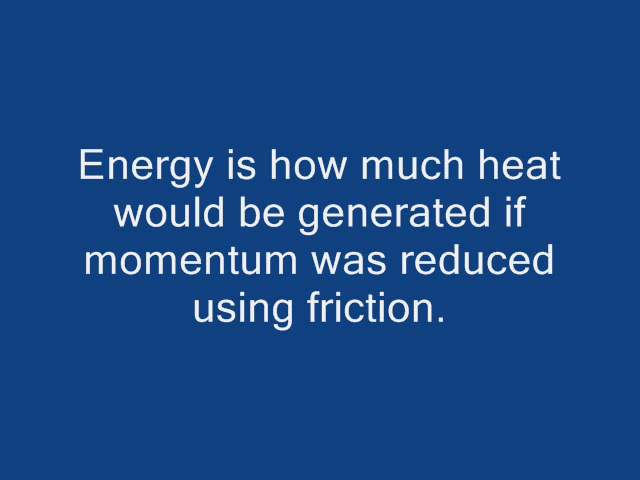 Energy is how much heat
would be generated if
momentum was reduced
using friction.